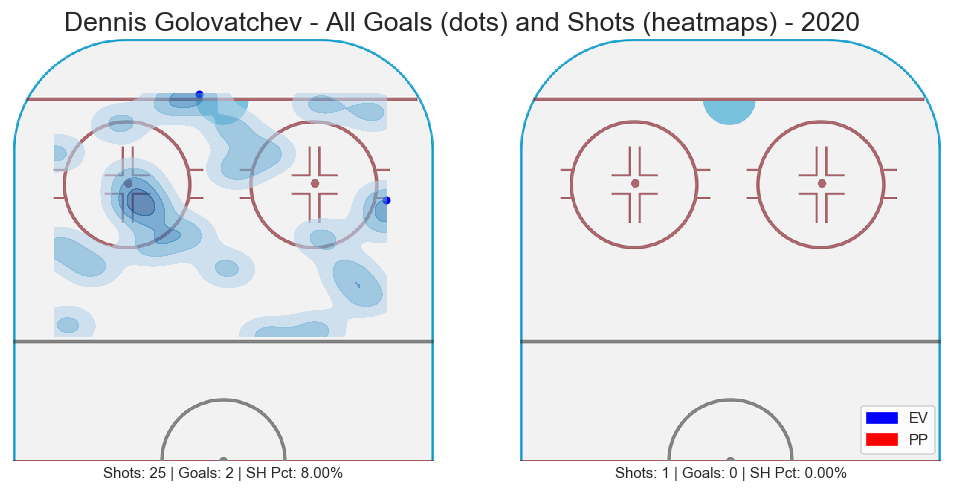 Dennis Golovatchev - All Goals (dots) and Shots (heatmaps) - 2020
EV
PP
Shots: 25 | Goals: 2 | SH Pct: 8.00%
Shots: 1 | Goals: 0 | SH Pct: 0.00%